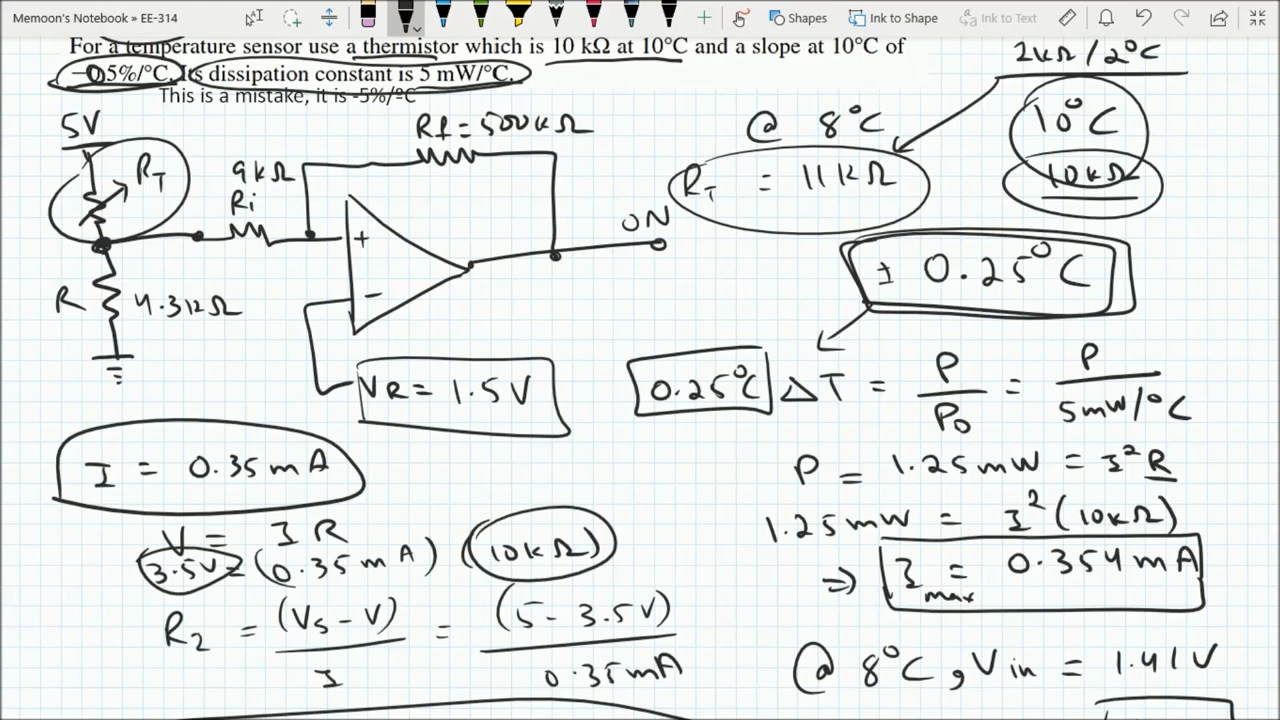 Memoon's Notebook » EE-314
Shapes
Ink to Shape
Ink to Text
For a temperature sensor use a thermistor which is 10 kΩ at 10°C and a slope at 10°C of
−0.5%/°C. Its dissipation constant is 5 mW/°C.
This is a mistake, it is -5%/ºC
2kΩ/2°C
5V
RT
Rf = 500kΩ
9kΩ
Ri
+
−
ON
R
4.3kΩ
VR = 1.5V
@ 8°C
RT = 11kΩ
10°C
10kΩ
± 0.25°C
0.25°C ΔT = P/PD = P/5mW/°C
P = 1.25mW = I²R
1.25mW = I²(10kΩ)
⇒ Imax = 0.354mA
I = 0.35mA
V = IR
3.5V = (0.35mA) (10kΩ)
R2 = (Vs − V)/I = (5 − 3.5V)/0.35mA
@ 8°C, Vin = 1.41V